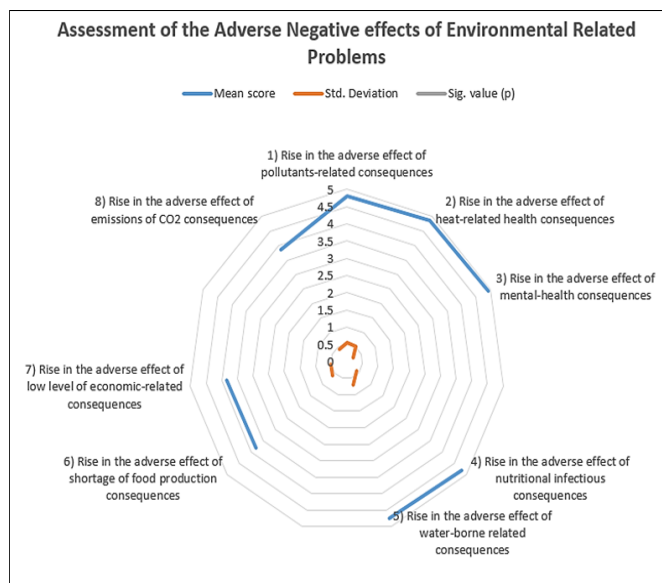 Assessment of the Adverse Negative effects of Environmental Related
Problems
Mean score
Std. Deviation
Sig. value (p)
1) Rise in the adverse effect of
pollutants-related consequences
2) Rise in the adverse effect of
heat-related health consequences
3) Rise in the adverse effect of
mental-health consequences
4) Rise in the adverse effect of
nutritional infectious
consequences
5) Rise in the adverse effect of
water-borne related
consequences
6) Rise in the adverse effect of
shortage of food production
consequences
7) Rise in the adverse effect of
low level of economic-related
consequences
8) Rise in the adverse effect of
emissions of CO2 consequences
5
4.5
4
3.5
3
2.5
2
1.5
1
0.5
0